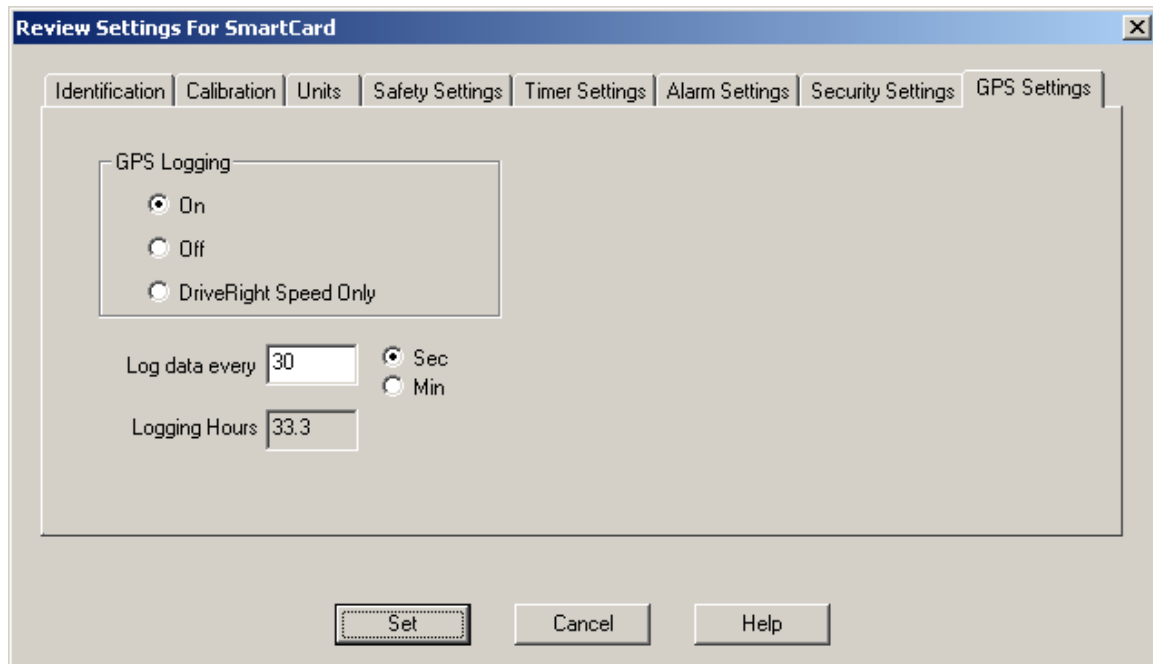 Review Settings For SmartCard
Identification Calibration Units Safety Settings Timer Settings Alarm Settings Security Settings GPS Settings
GPS Logging
On
Off
DriveRight Speed Only
Log data every 30 Sec
Min
Logging Hours 33.3
Set Cancel Help